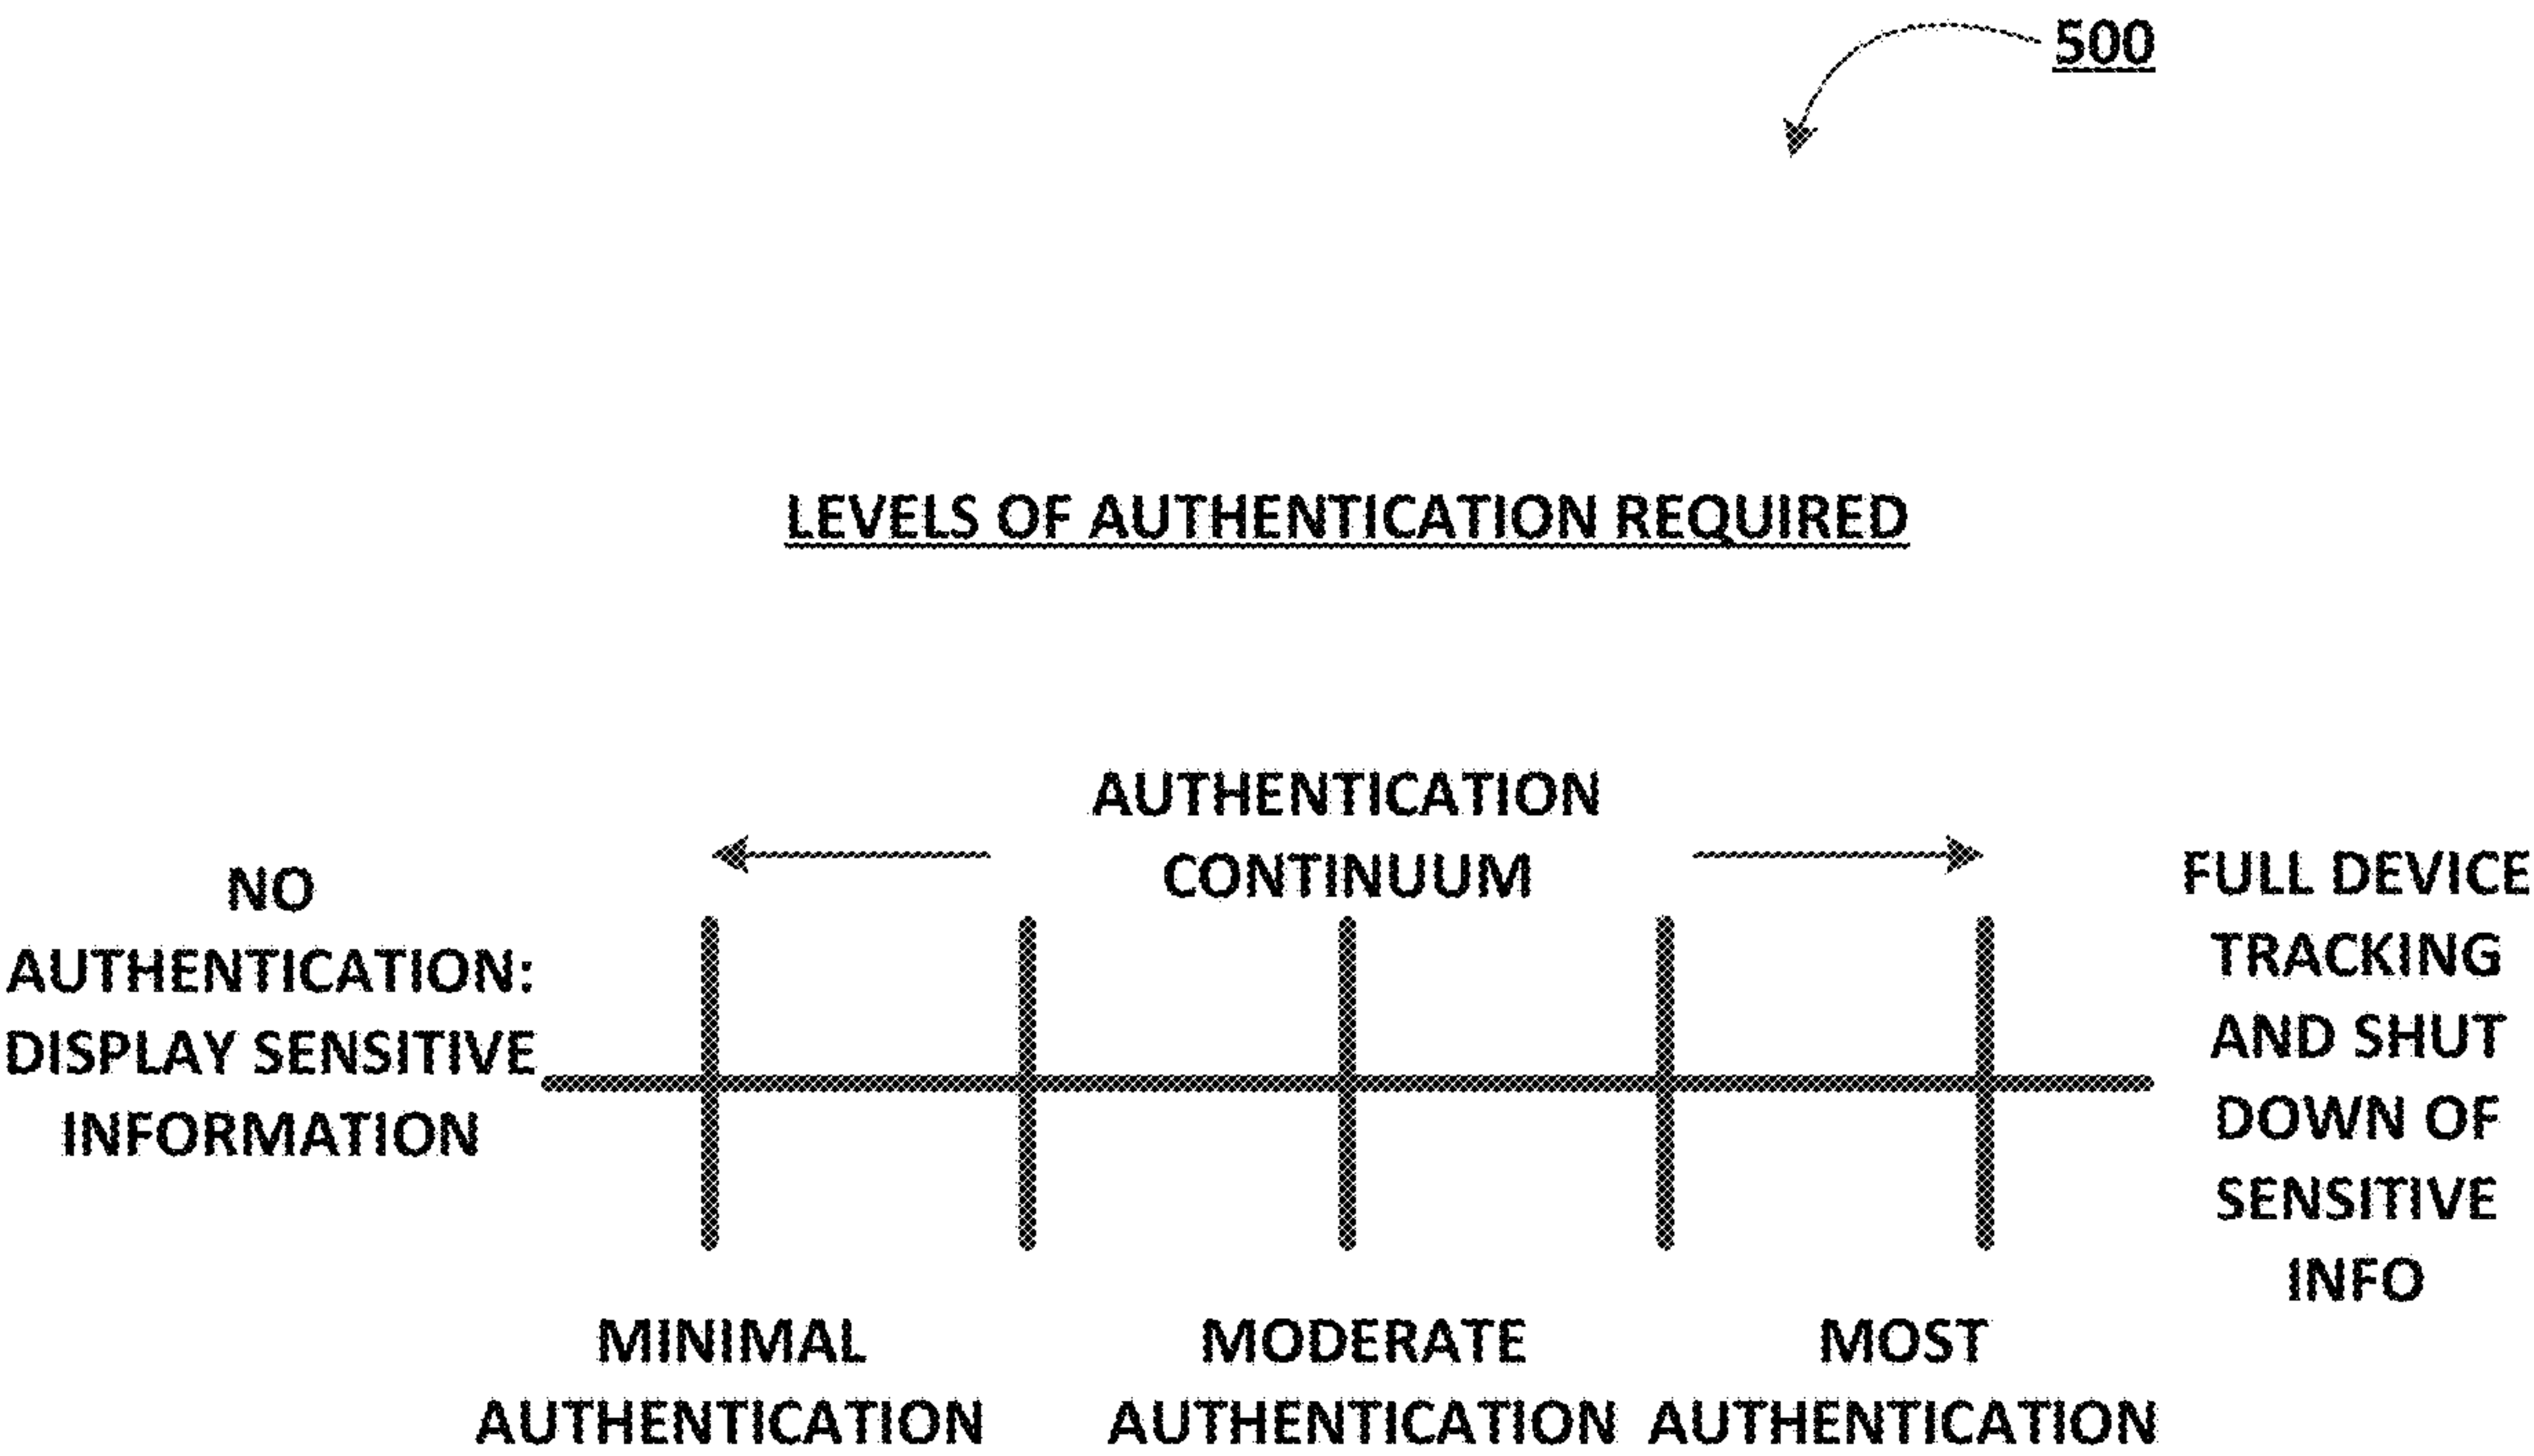 500
LEVELS OF AUTHENTICATION REQUIRED
AUTHENTICATION
CONTINUUM
NO
AUTHENTICATION:
DISPLAY SENSITIVE
INFORMATION
FULL DEVICE
TRACKING
AND SHUT
DOWN OF
SENSITIVE
INFO
MINIMAL
AUTHENTICATION
MODERATE
AUTHENTICATION
MOST
AUTHENTICATION